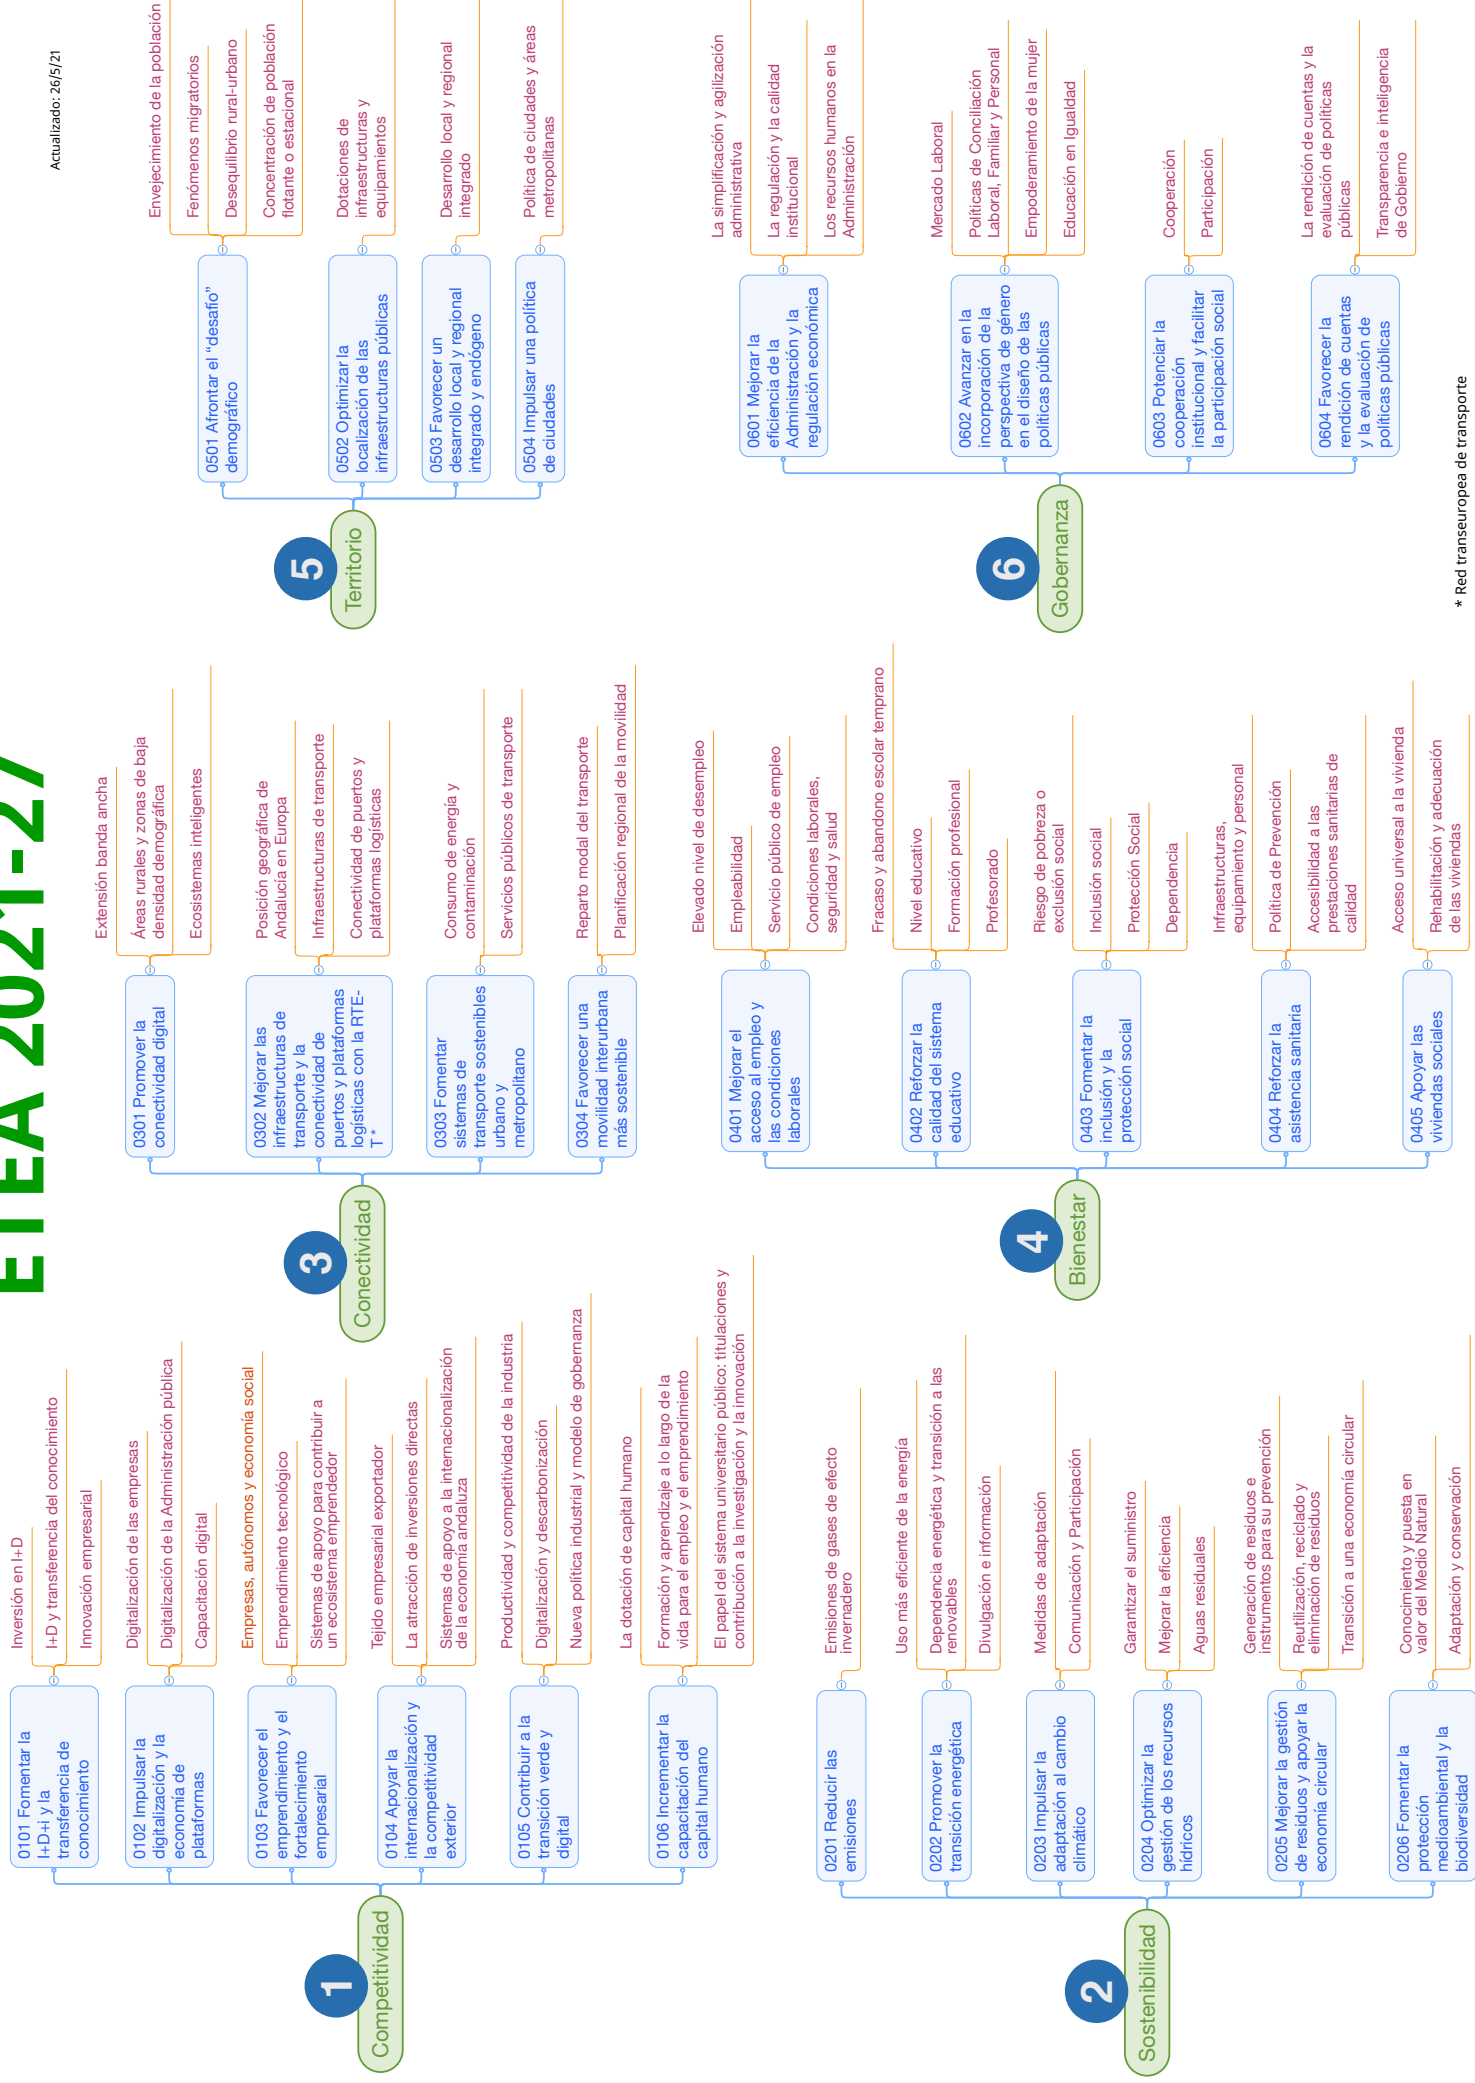 ETEA 2021-27
Actualizado: 26/5/21
1
Competitividad
0101 Fomentar la
I+D+i y la
transferencia de
conocimiento
Inversión en I+D
I+D y transferencia del conocimiento
Innovación empresarial
0102 Impulsar la
digitalización y la
economía de
plataformas
Digitalización de las empresas
Digitalización de la Administración pública
Capacitación digital
0103 Favorecer el
emprendimiento y el
fortalecimiento
empresarial
Empresas, autónomos y economía social
Emprendimiento tecnológico
Sistemas de apoyo para contribuir a
un ecosistema emprendedor
0104 Apoyar la
internacionalización y
la competitividad
exterior
Tejido empresarial exportador
La atracción de inversiones directas
Sistemas de apoyo a la internacionalización
de la economía andaluza
0105 Contribuir a la
transición verde y
digital
Productividad y competitividad de la industria
Digitalización y descarbonización
Nueva política industrial y modelo de gobernanza
0106 Incrementar la
capacitación del
capital humano
La dotación de capital humano
Formación y aprendizaje a lo largo de la
vida para el empleo y el emprendimiento
El papel del sistema universitario público: titulaciones y
contribución a la investigación y la innovación
2
Sostenibilidad
0201 Reducir las
emisiones
Emisiones de gases de efecto
invernadero
0202 Promover la
transición energética
Uso más eficiente de la energía
Dependencia energética y transición a las
renovables
Divulgación e información
0203 Impulsar la
adaptación al cambio
climático
Medidas de adaptación
Comunicación y Participación
0204 Optimizar la
gestión de los recursos
hídricos
Garantizar el suministro
Mejorar la eficiencia
Aguas residuales
0205 Mejorar la gestión
de residuos y apoyar la
economía circular
Generación de residuos e
instrumentos para su prevención
Reutilización, reciclado y
eliminación de residuos
Transición a una economía circular
0206 Fomentar la
protección
medioambiental y la
biodiversidad
Conocimiento y puesta en
valor del Medio Natural
Adaptación y conservación
3
Conectividad
0301 Promover la
conectividad digital
Extensión banda ancha
Áreas rurales y zonas de baja
densidad demográfica
Ecosistemas inteligentes
0302 Mejorar las
infraestructuras de
transporte y la
conectividad de
puertos y plataformas
logísticas con la RTE-
T *
Posición geográfica de
Andalucía en Europa
Infraestructuras de transporte
Conectividad de puertos y
plataformas logísticas
0303 Fomentar
sistemas de
transporte sostenibles
urbano y
metropolitano
Consumo de energía y
contaminación
Servicios públicos de transporte
0304 Favorecer una
movilidad interurbana
más sostenible
Reparto modal del transporte
Planificación regional de la movilidad
4
Bienestar
0401 Mejorar el
acceso al empleo y
las condiciones
laborales
Elevado nivel de desempleo
Empleabilidad
Servicio público de empleo
Condiciones laborales,
seguridad y salud
0402 Reforzar la
calidad del sistema
educativo
Fracaso y abandono escolar temprano
Nivel educativo
Formación profesional
Profesorado
0403 Fomentar la
inclusión y la
protección social
Riesgo de pobreza o
exclusión social
Inclusión social
Protección Social
Dependencia
0404 Reforzar la
asistencia sanitaria
Infraestructuras,
equipamiento y personal
Política de Prevención
Accesibilidad a las
prestaciones sanitarias de
calidad
0405 Apoyar las
viviendas sociales
Acceso universal a la vivienda
Rehabilitación y adecuación
de las viviendas
5
Territorio
0501 Afrontar el “desafío”
demográfico
Envejecimiento de la población
Fenómenos migratorios
Desequilibrio rural-urbano
Concentración de población
flotante o estacional
0502 Optimizar la
localización de las
infraestructuras públicas
Dotaciones de
infraestructuras y
equipamientos
0503 Favorecer un
desarrollo local y regional
integrado y endógeno
Desarrollo local y regional
integrado
0504 Impulsar una política
de ciudades
Política de ciudades y áreas
metropolitanas
6
Gobernanza
0601 Mejorar la
eficiencia de la
Administración y la
regulación económica
La simplificación y agilización
administrativa
La regulación y la calidad
institucional
Los recursos humanos en la
Administración
0602 Avanzar en la
incorporación de la
perspectiva de género
en el diseño de las
políticas públicas
Mercado Laboral
Políticas de Conciliación
Laboral, Familiar y Personal
Empoderamiento de la mujer
Educación en Igualdad
0603 Potenciar la
cooperación
institucional y facilitar
la participación social
Cooperación
Participación
0604 Favorecer la
rendición de cuentas
y la evaluación de
políticas públicas
La rendición de cuentas y la
evaluación de políticas
públicas
Transparencia e inteligencia
de Gobierno
* Red transeuropea de transporte